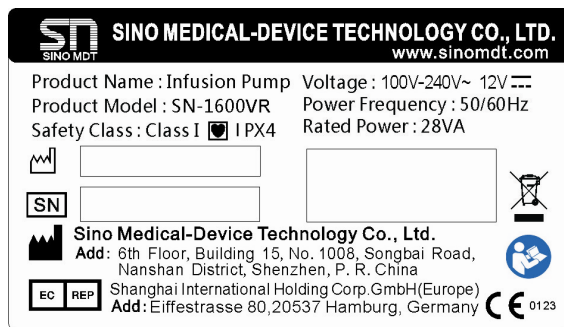 SINO MDT
SINO MEDICAL-DEVICE TECHNOLOGY CO., LTD.
www.sinomdt.com
Product Name : Infusion Pump
Voltage : 100V-240V~ 12V
Product Model : SN-1600VR
Power Frequency : 50/60Hz
Safety Class : Class I IPX4
Rated Power : 28VA
SN
Sino Medical-Device Technology Co., Ltd.
Add: 6th Floor, Building 15, No. 1008, Songbai Road,
Nanshan District, Shenzhen, P. R. China
EC REP
Shanghai International Holding Corp.GmbH(Europe)
Add: Eiffestrasse 80,20537 Hamburg, Germany
CE 0123